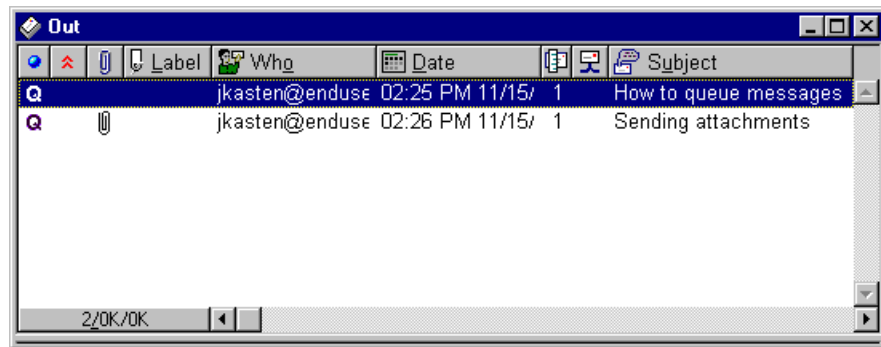 Out
Label Who Date Subject
Q jkasten@enduse 02:25 PM 11/15/ 1 How to queue messages
Q jkasten@enduse 02:26 PM 11/15/ 1 Sending attachments
2/0K/0K